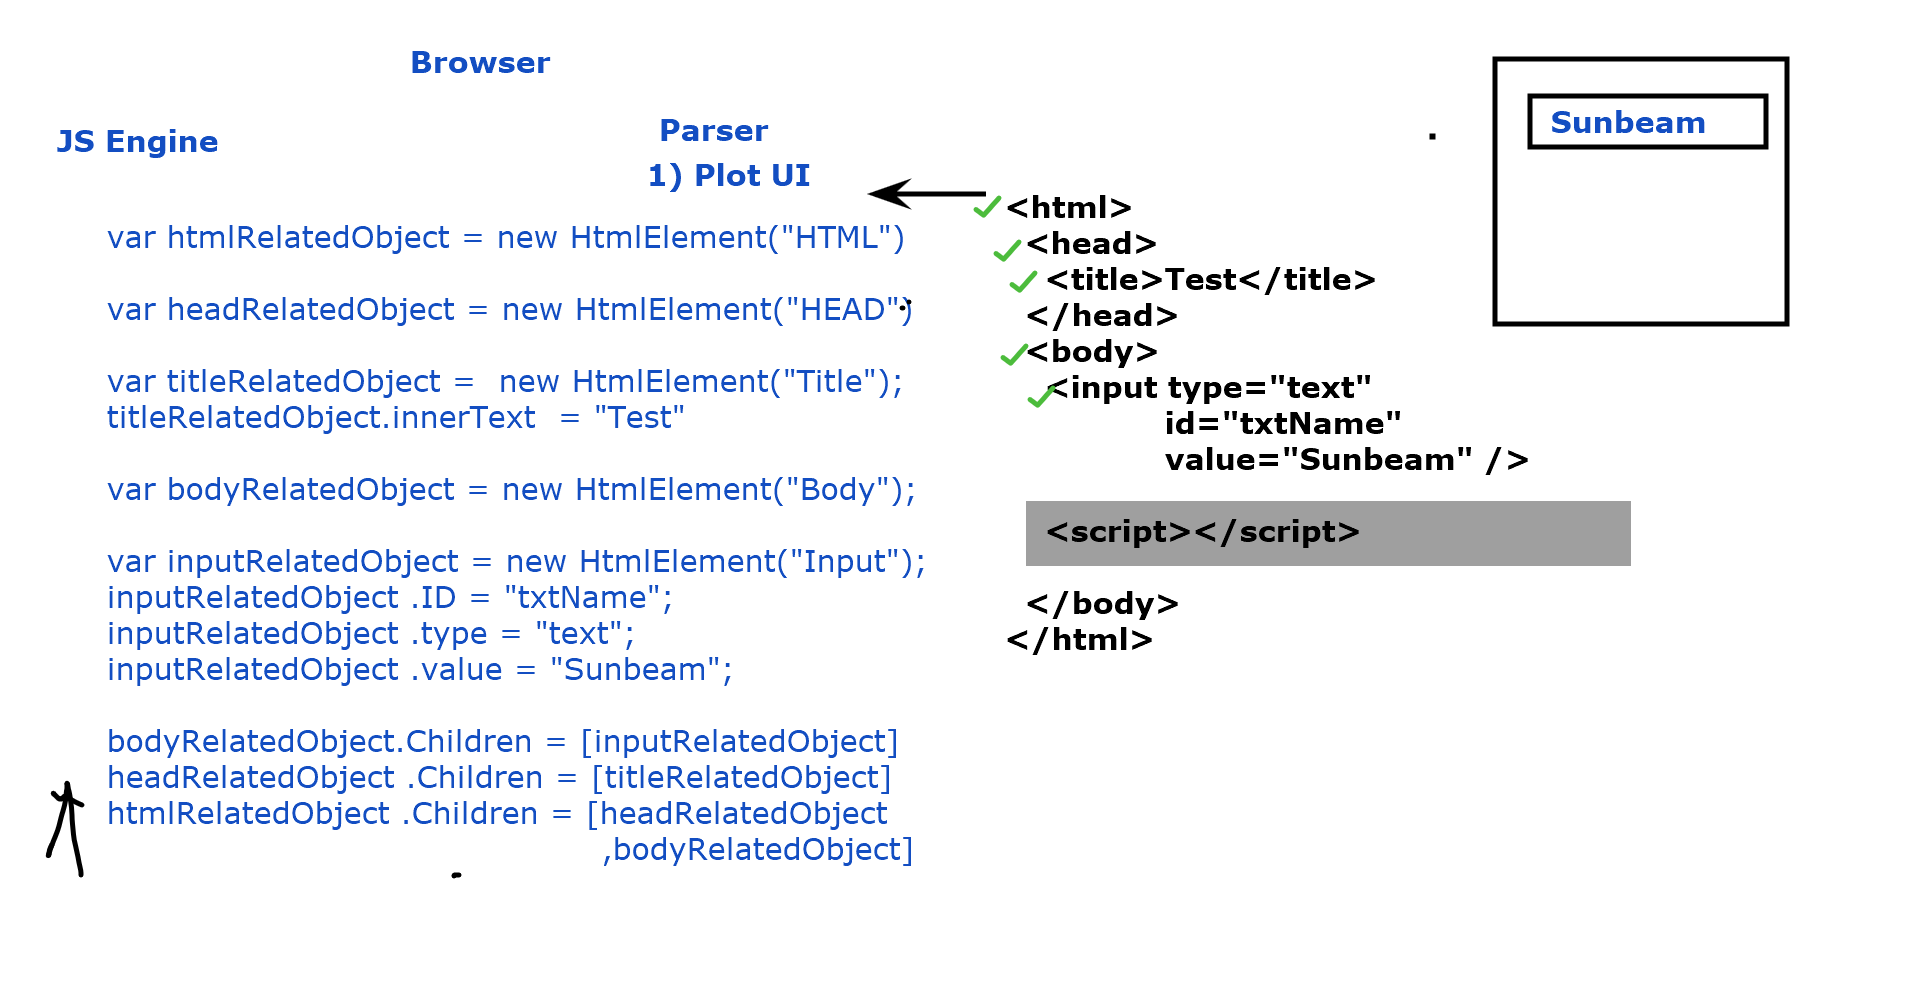 Browser
JS Engine
Parser
1) Plot UI
var htmlRelatedObject = new HtmlElement("HTML")
var headRelatedObject = new HtmlElement("HEAD")
var titleRelatedObject =  new HtmlElement("Title");
titleRelatedObject.innerText  = "Test"
var bodyRelatedObject = new HtmlElement("Body");
var inputRelatedObject = new HtmlElement("Input");
inputRelatedObject .ID = "txtName";
inputRelatedObject .type = "text";
inputRelatedObject .value = "Sunbeam";
bodyRelatedObject.Children = [inputRelatedObject]
headRelatedObject .Children = [titleRelatedObject]
htmlRelatedObject .Children = [headRelatedObject
,bodyRelatedObject]
<html>
<head>
<title>Test</title>
</head>
<body>
<input type="text"
id="txtName"
value="Sunbeam" />
<script></script>
</body>
</html>
Sunbeam